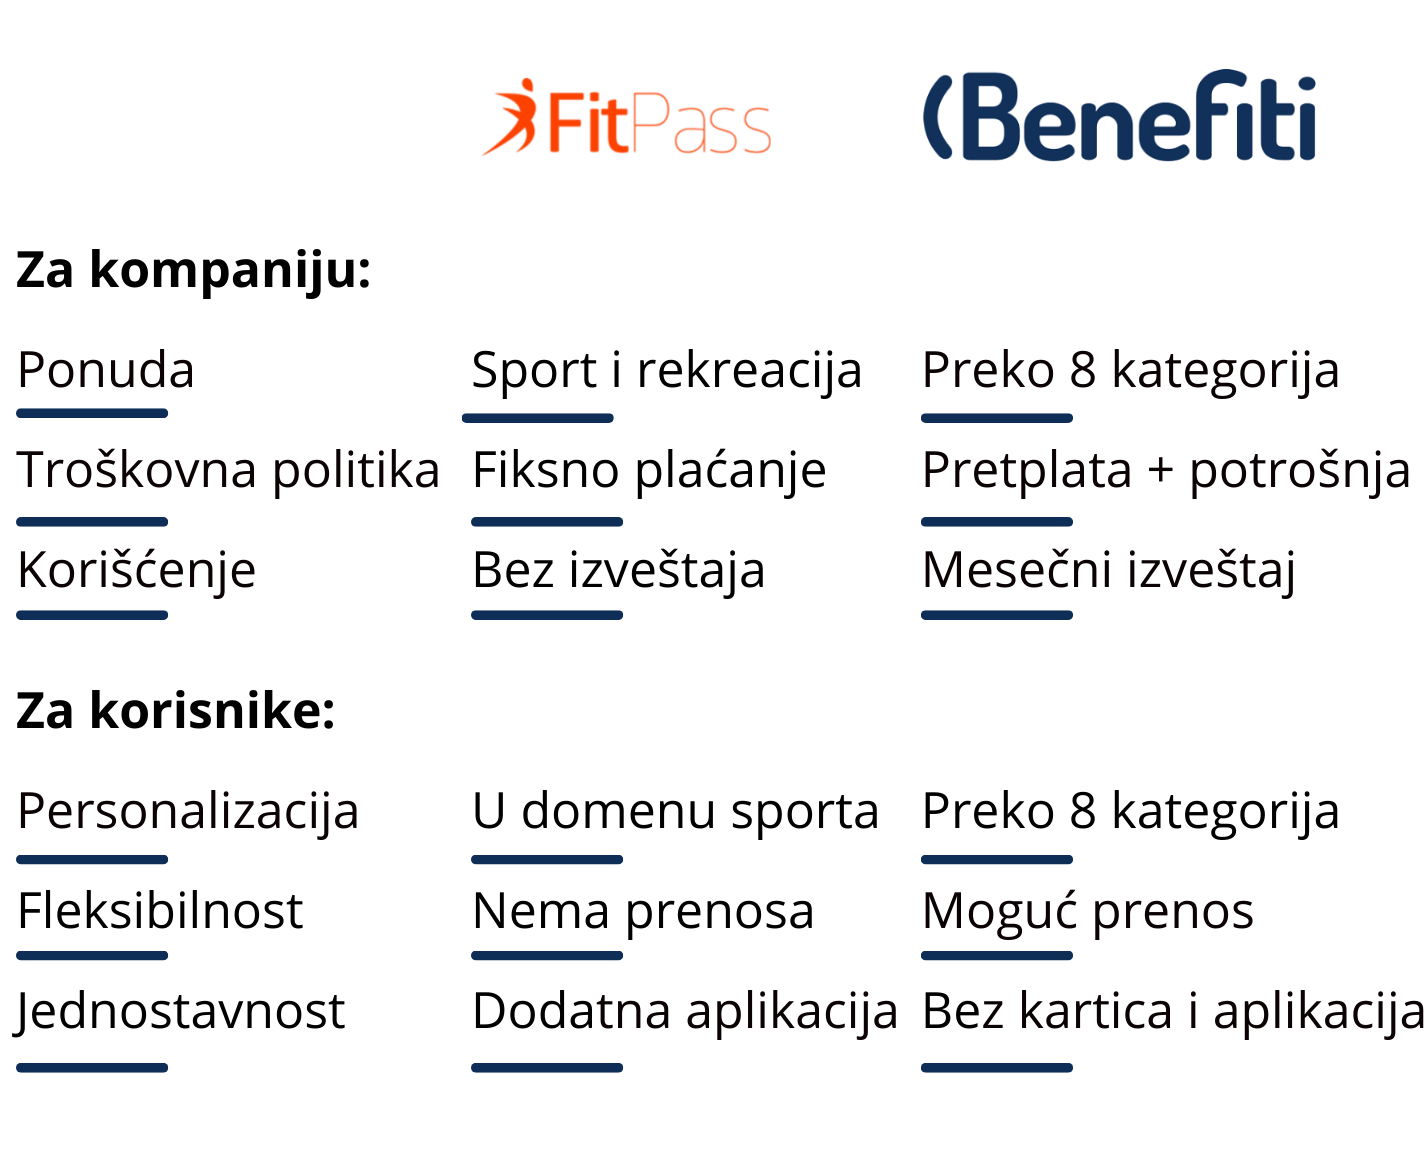 FitPass (Benefiti
Za kompaniju:
Ponuda Sport i rekreacija Preko 8 kategorija
Troškovna politika Fiksno plaćanje Pretplata + potrošnja
Korišćenje Bez izveštaja Mesečni izveštaj
Za korisnike:
Personalizacija U domenu sporta Preko 8 kategorija
Fleksibilnost Nema prenosa Moguć prenos
Jednostavnost Dodatna aplikacija Bez kartica i aplikacija